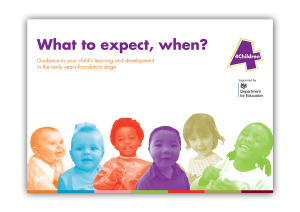 What to expect, when?
Guidance to your child's learning and development
in the early years foundation stage
4Children
Supported by
Department
for Education